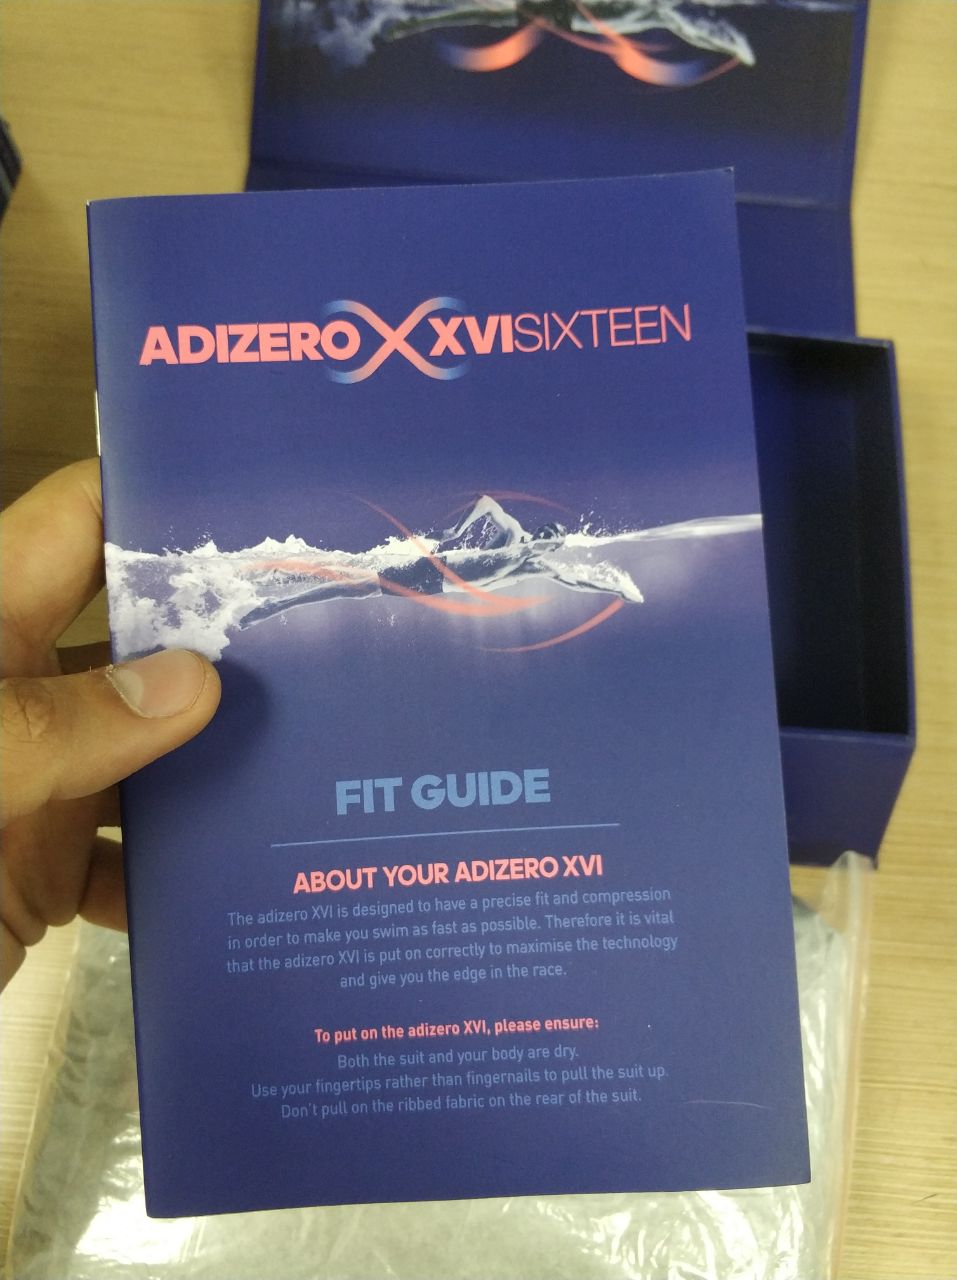 ADIZERO XVISIXTEEN
FIT GUIDE
ABOUT YOUR ADIZERO XVI
The adizero XVI is designed to have a precise fit and compression
in order to make you swim as fast as possible. Therefore it is vital
that the adizero XVI is put on correctly to maximise the technology
and give you the edge in the race.
To put on the adizero XVI, please ensure:
Both the suit and your body are dry.
Use your fingertips rather than fingernails to pull the suit up.
Don't pull on the ribbed fabric on the rear of the suit.